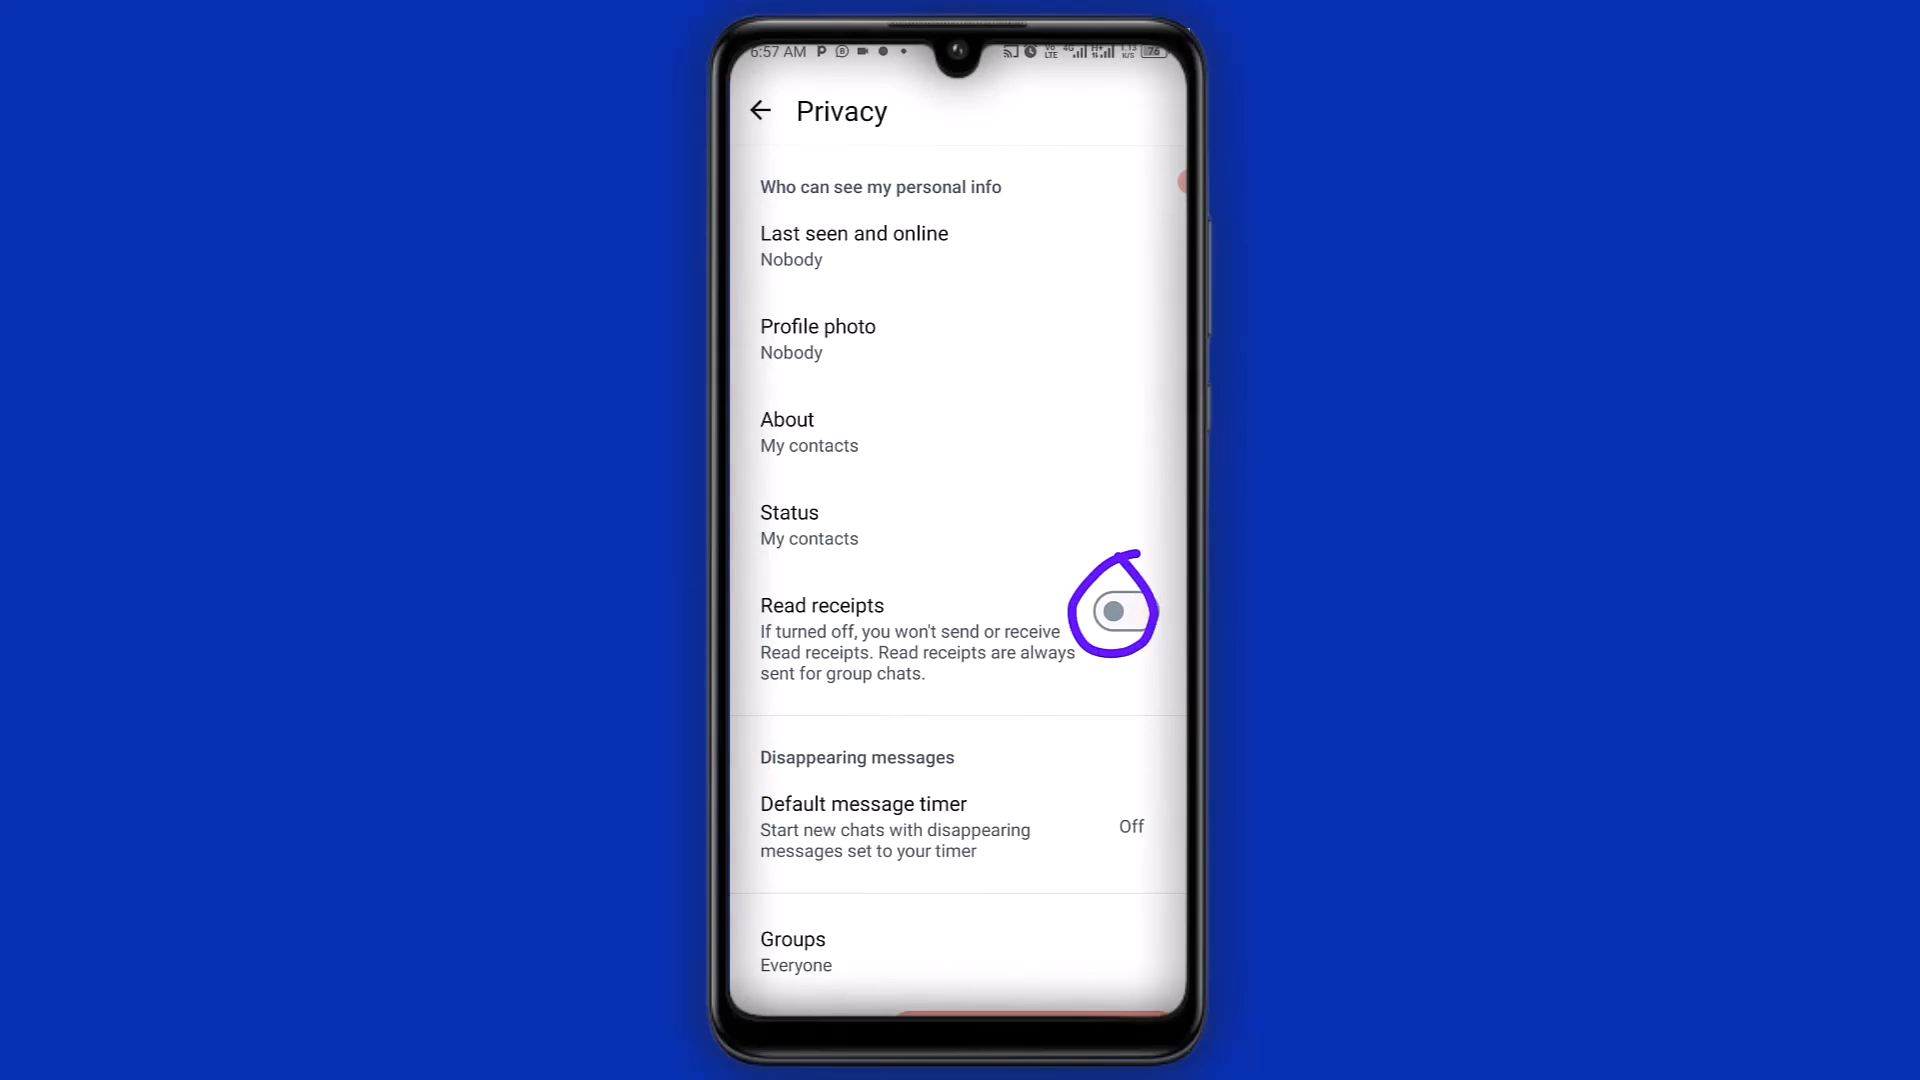 6:57 AM
Privacy
Who can see my personal info
Last seen and online
Nobody
Profile photo
Nobody
About
My contacts
Status
My contacts
Read receipts
If turned off, you won't send or receive
Read receipts. Read receipts are always
sent for group chats.
Disappearing messages
Default message timer
Start new chats with disappearing
messages set to your timer
Off
Groups
Everyone